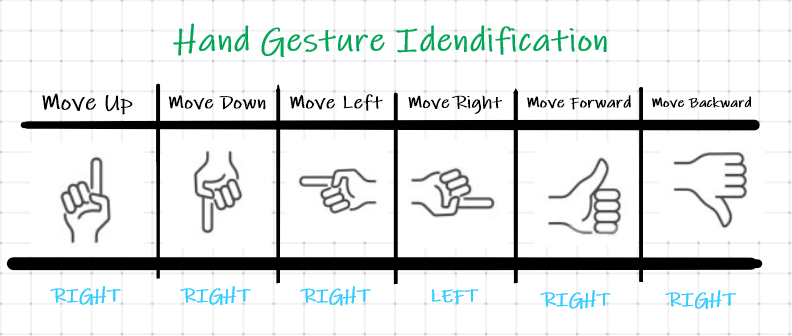 Hand Gesture Idendification
Move Up Move Down Move Left Move Right Move Forward Move Backward
RIGHT RIGHT RIGHT LEFT RIGHT RIGHT